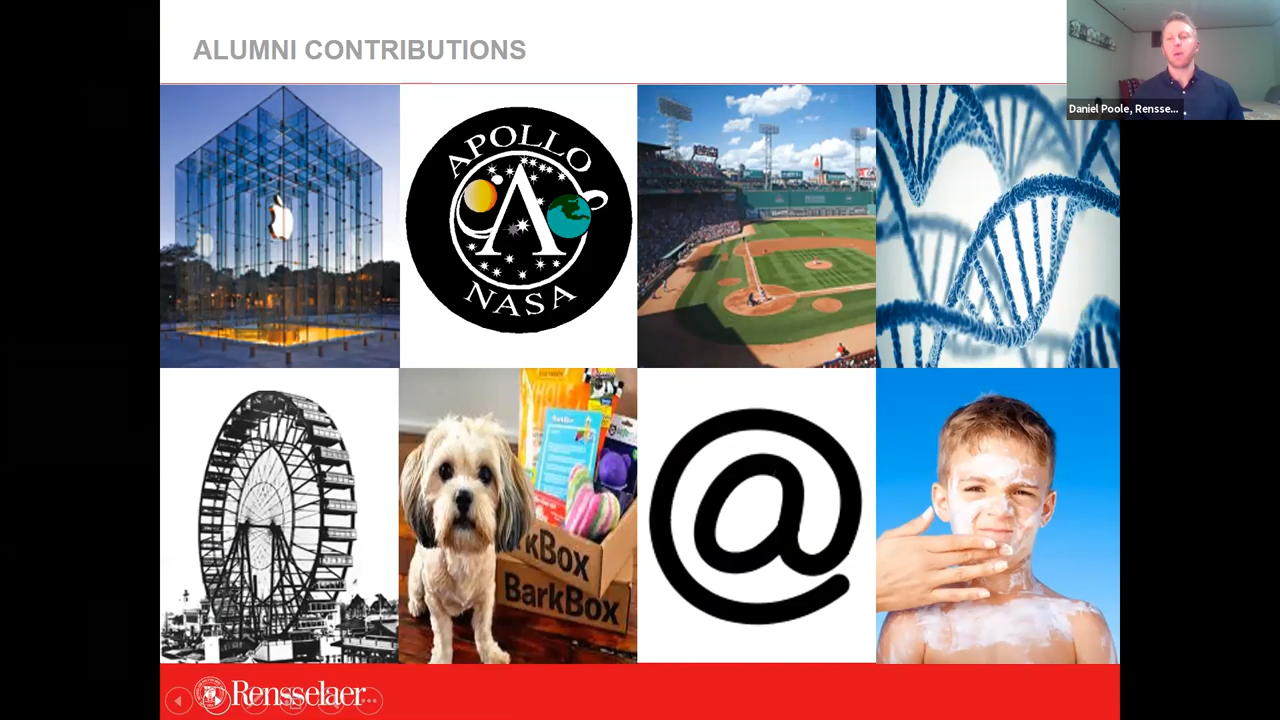 ALUMNI CONTRIBUTIONS
Daniel Poole, Rensse...
APOLLO
NASA
kBox
BarkBox
@
Rensselaer